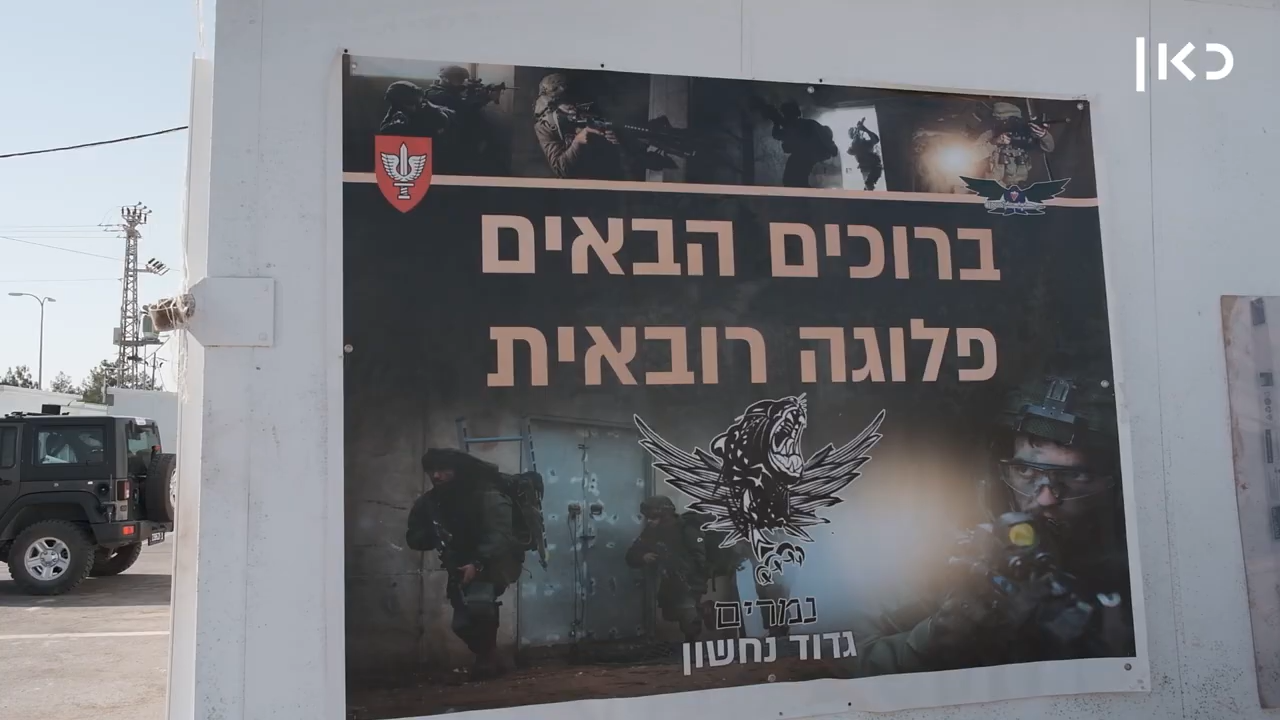 כאן
ברוכים הבאים
פלוגה רובאית
נמרים
גדוד נחשון